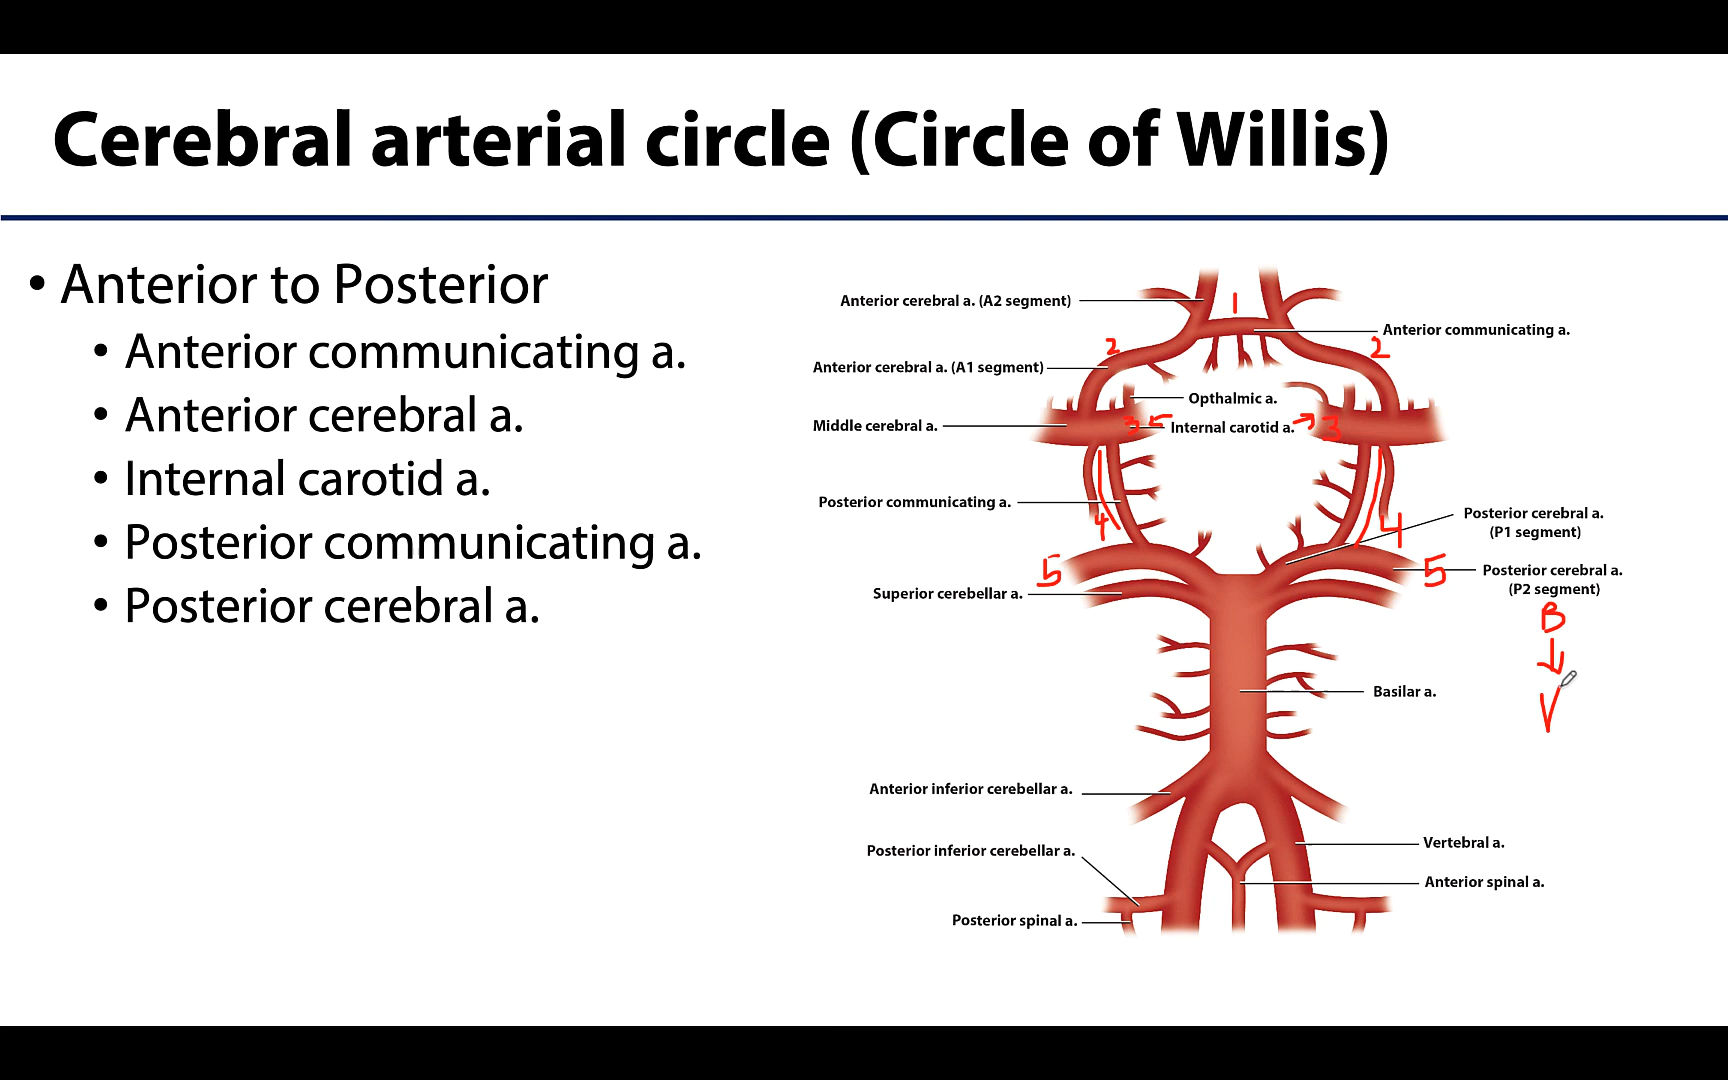 Cerebral arterial circle (Circle of Willis)
• Anterior to Posterior
• Anterior communicating a.
• Anterior cerebral a.
• Internal carotid a.
• Posterior communicating a.
• Posterior cerebral a.
Anterior cerebral a. (A2 segment)
1
Anterior communicating a.
2
2
Anterior cerebral a. (A1 segment)
Opthalmic a.
Middle cerebral a.
3
Internal carotid a.
3
Posterior communicating a.
4
4
Posterior cerebral a.
(P1 segment)
5
5
Posterior cerebral a.
(P2 segment)
Superior cerebellar a.
B
V
Basilar a.
Anterior inferior cerebellar a.
Posterior inferior cerebellar a.
Vertebral a.
Anterior spinal a.
Posterior spinal a.